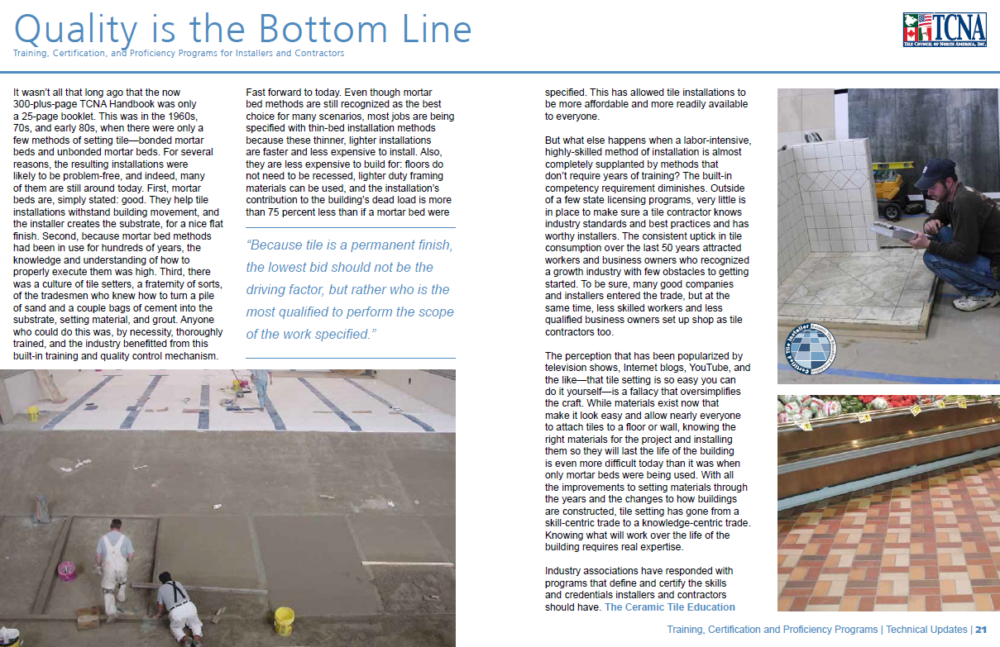 Quality is the Bottom Line
Training, Certification, and Proficiency Programs for Installers and Contractors
TCNA
TILE COUNCIL OF NORTH AMERICA, INC.
It wasn't all that long ago that the now
300-plus-page TCNA Handbook was only
a 25-page booklet. This was in the 1960s,
70s, and early 80s, when there were only a
few methods of setting tile—bonded mortar
beds and unbonded mortar beds. For several
reasons, the resulting installations were
likely to be problem-free, and indeed, many
of them are still around today. First, mortar
beds are, simply stated: good. They help tile
installations withstand building movement, and
the installer creates the substrate, for a nice flat
finish. Second, because mortar bed methods
had been in use for hundreds of years, the
knowledge and understanding of how to
properly execute them was high. Third, there
was a culture of tile setters, a fraternity of sorts,
of the tradesmen who knew how to turn a pile
of sand and a couple bags of cement into the
substrate, setting material, and grout. Anyone
who could do this was, by necessity, thoroughly
trained, and the industry benefitted from this
built-in training and quality control mechanism.
Fast forward to today. Even though mortar
bed methods are still recognized as the best
choice for many scenarios, most jobs are being
specified with thin-bed installation methods
because these thinner, lighter installations
are faster and less expensive to install. Also,
they are less expensive to build for: floors do
not need to be recessed, lighter duty framing
materials can be used, and the installation's
contribution to the building's dead load is more
than 75 percent less than if a mortar bed were
“Because tile is a permanent finish,
the lowest bid should not be the
driving factor, but rather who is the
most qualified to perform the scope
of the work specified.”
specified. This has allowed tile installations to
be more affordable and more readily available
to everyone.
But what else happens when a labor-intensive,
highly-skilled method of installation is almost
completely supplanted by methods that
don't require years of training? The built-in
competency requirement diminishes. Outside
of a few state licensing programs, very little is
in place to make sure a tile contractor knows
industry standards and best practices and has
worthy installers. The consistent uptick in tile
consumption over the last 50 years attracted
workers and business owners who recognized
a growth industry with few obstacles to getting
started. To be sure, many good companies
and installers entered the trade, but at the
same time, less skilled workers and less
qualified business owners set up shop as tile
contractors too.
The perception that has been popularized by
television shows, Internet blogs, YouTube, and
the like—that tile setting is so easy you can
do it yourself—is a fallacy that oversimplifies
the craft. While materials exist now that
make it look easy and allow nearly everyone
to attach tiles to a floor or wall, knowing the
right materials for the project and installing
them so they will last the life of the building
is even more difficult today than it was when
only mortar beds were being used. With all
the improvements to setting materials through
the years and the changes to how buildings
are constructed, tile setting has gone from a
skill-centric trade to a knowledge-centric trade.
Knowing what will work over the life of the
building requires real expertise.
Industry associations have responded with
programs that define and certify the skills
and credentials installers and contractors
should have. The Ceramic Tile Education
Certified Tile Installer
Ceramic Tile Education Foundation
Training, Certification and Proficiency Programs | Technical Updates | 21